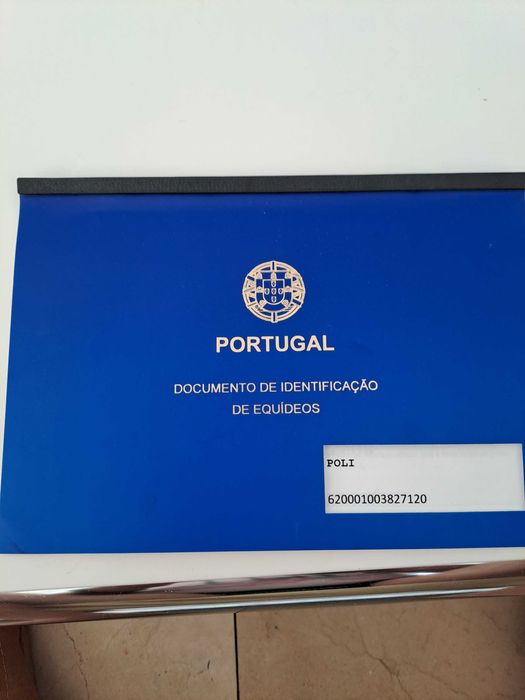 PORTUGAL
DOCUMENTO DE IDENTIFICAÇÃO
DE EQUÍDEOS
POLI
620001003827120